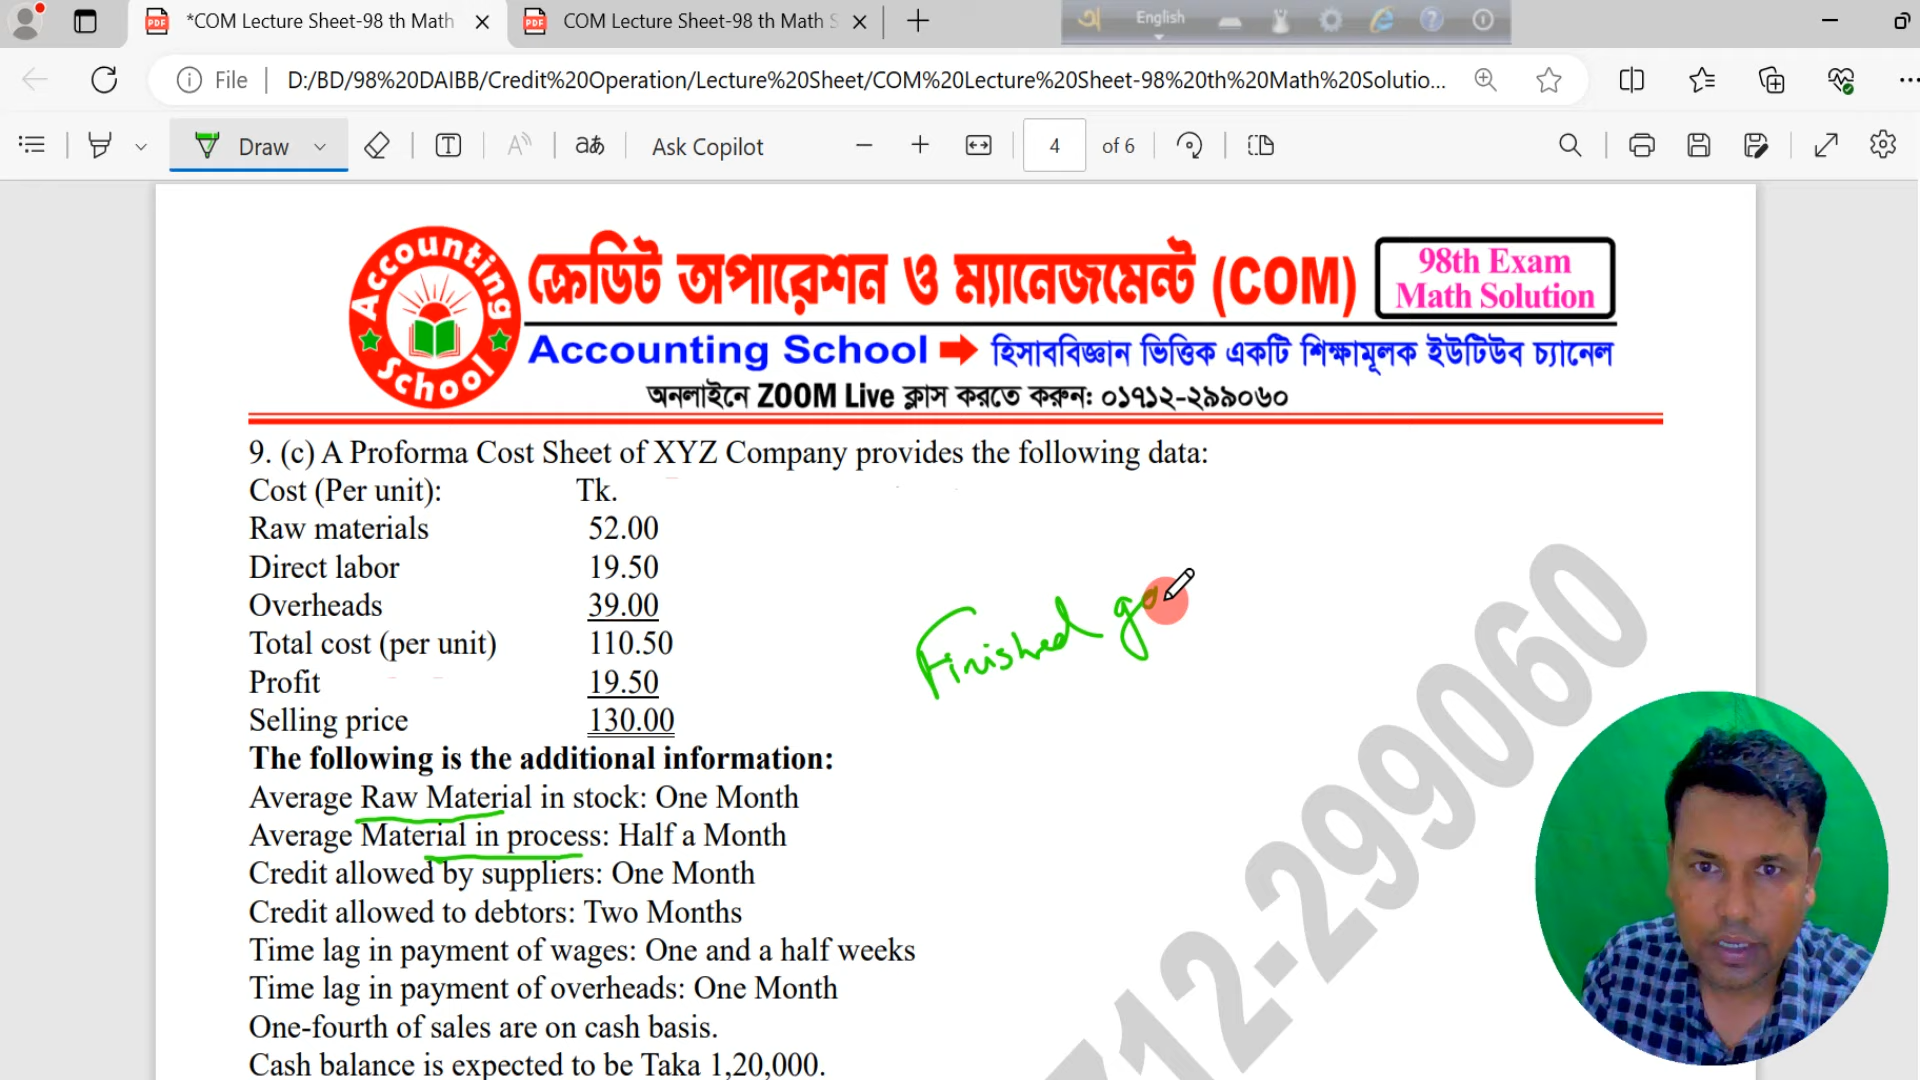 *COM Lecture Sheet-98 th Math
COM Lecture Sheet-98 th Math S
English
File
D:/BD/98%20DAIBB/Credit%20Operation/Lecture%20Sheet/COM%20Lecture%20Sheet-98%20th%20Math%20Solutio...
Draw
Ask Copilot
4 of 6
Accounting School
ক্রেডিট অপারেশন ও ম্যানেজমেন্ট (COM)
98th Exam
Math Solution
Accounting School
হিসাববিজ্ঞান ভিত্তিক একটি শিক্ষামূলক ইউটিউব চ্যানেল
অনলাইনে ZOOM Live ক্লাস করতে করুন: ০১৭১২-২৯৯০৬০
9. (c) A Proforma Cost Sheet of XYZ Company provides the following data:
Cost (Per unit): Tk.
Raw materials 52.00
Direct labor 19.50
Overheads 39.00
Total cost (per unit) 110.50
Profit 19.50
Selling price 130.00
Finished go
The following is the additional information:
Average Raw Material in stock: One Month
Average Material in process: Half a Month
Credit allowed by suppliers: One Month
Credit allowed to debtors: Two Months
Time lag in payment of wages: One and a half weeks
Time lag in payment of overheads: One Month
One-fourth of sales are on cash basis.
Cash balance is expected to be Taka 1,20,000.
712-299060